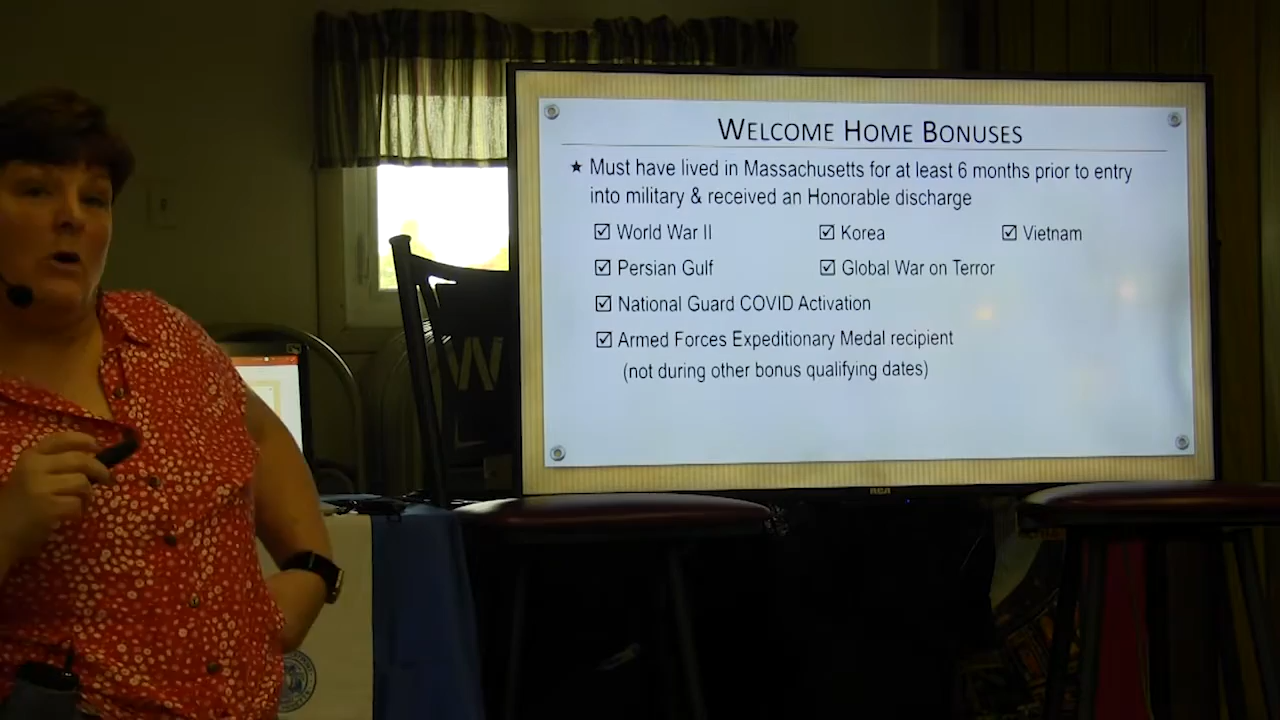 WELCOME HOME BONUSES
★ Must have lived in Massachusetts for at least 6 months prior to entry
into military & received an Honorable discharge
☑ World War II ☑ Korea ☑ Vietnam
☑ Persian Gulf ☑ Global War on Terror
☑ National Guard COVID Activation
☑ Armed Forces Expeditionary Medal recipient
(not during other bonus qualifying dates)
RCA